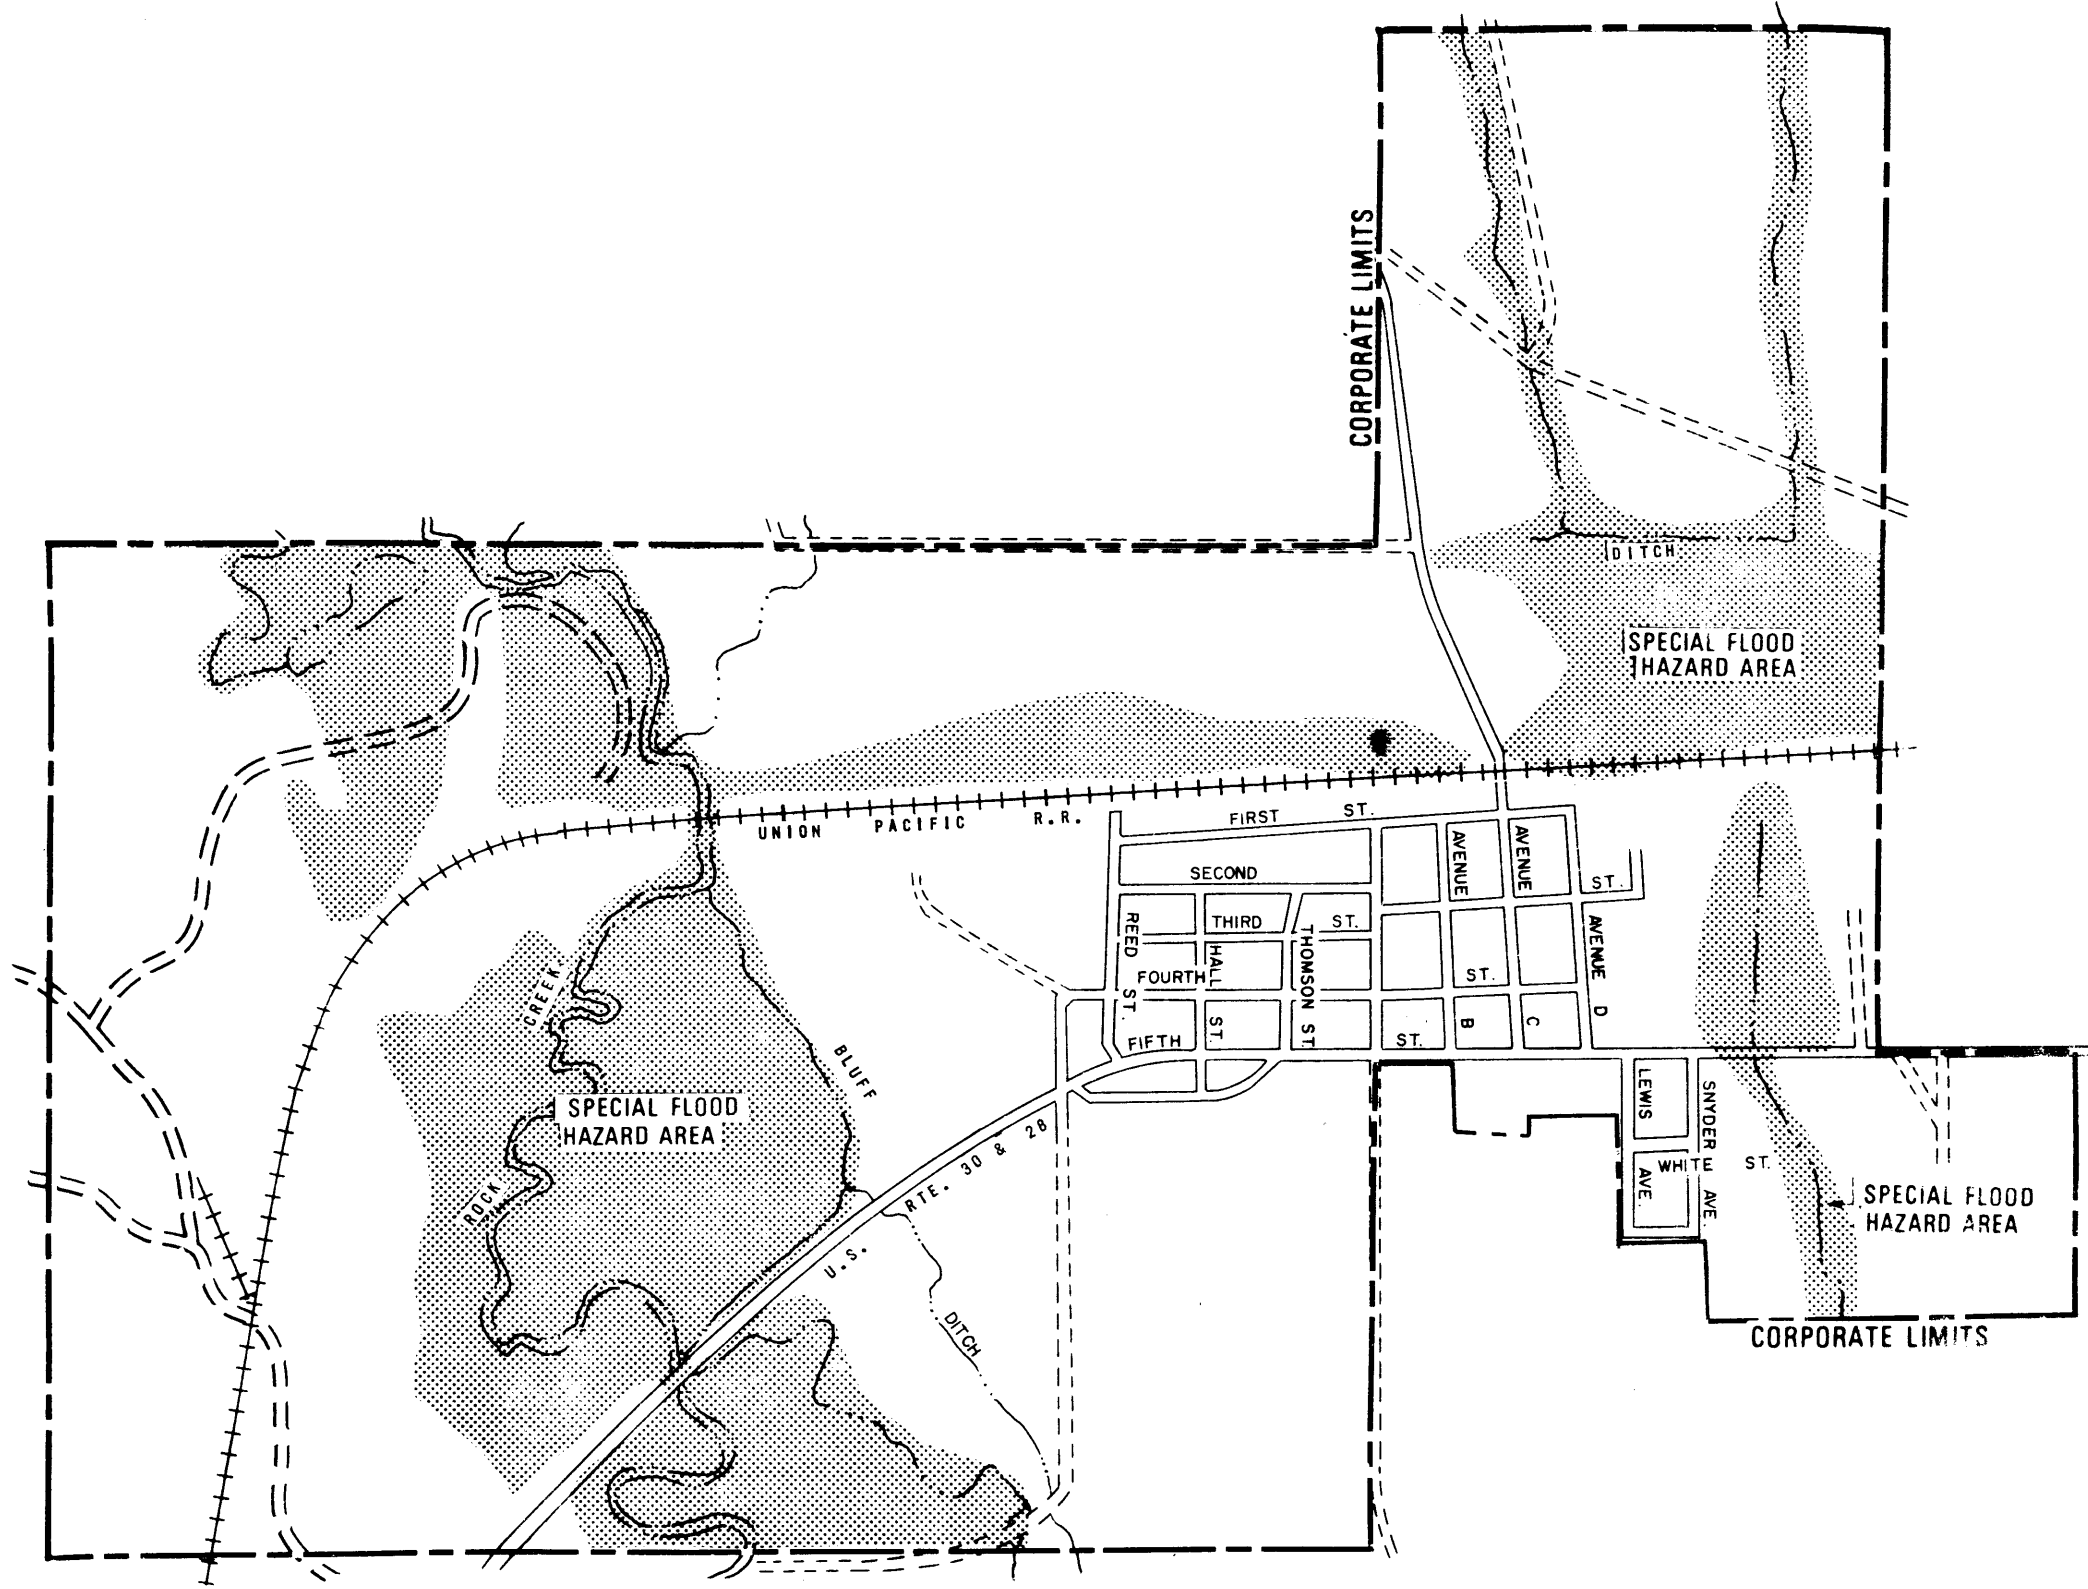 CORPORATE LIMITS
DITCH
SPECIAL FLOOD
HAZARD AREA
UNION PACIFIC R.R.
FIRST ST.
AVENUE
AVENUE
SECOND ST.
REED ST.
THIRD ST.
HALL ST.
THOMSON ST.
AVENUE D
FOURTH ST.
B
C
FIFTH ST.
ROCK CREEK
BLUFF
SPECIAL FLOOD
HAZARD AREA
U.S. RTE. 30 & 28
DITCH
LEWIS AVE.
SNYDER AVE.
WHITE ST.
SPECIAL FLOOD
HAZARD AREA
CORPORATE LIMITS